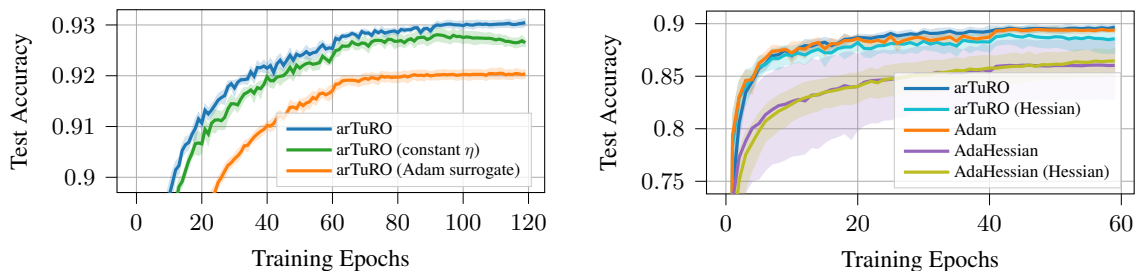 0.93
0.92
0.91
0.9
Test Accuracy
arTuRO
arTuRO (constant η)
arTuRO (Adam surrogate)
0 20 40 60 80 100 120
Training Epochs
0.9
0.85
0.8
0.75
Test Accuracy
arTuRO
arTuRO (Hessian)
Adam
AdaHessian
AdaHessian (Hessian)
0 20 40 60
Training Epochs